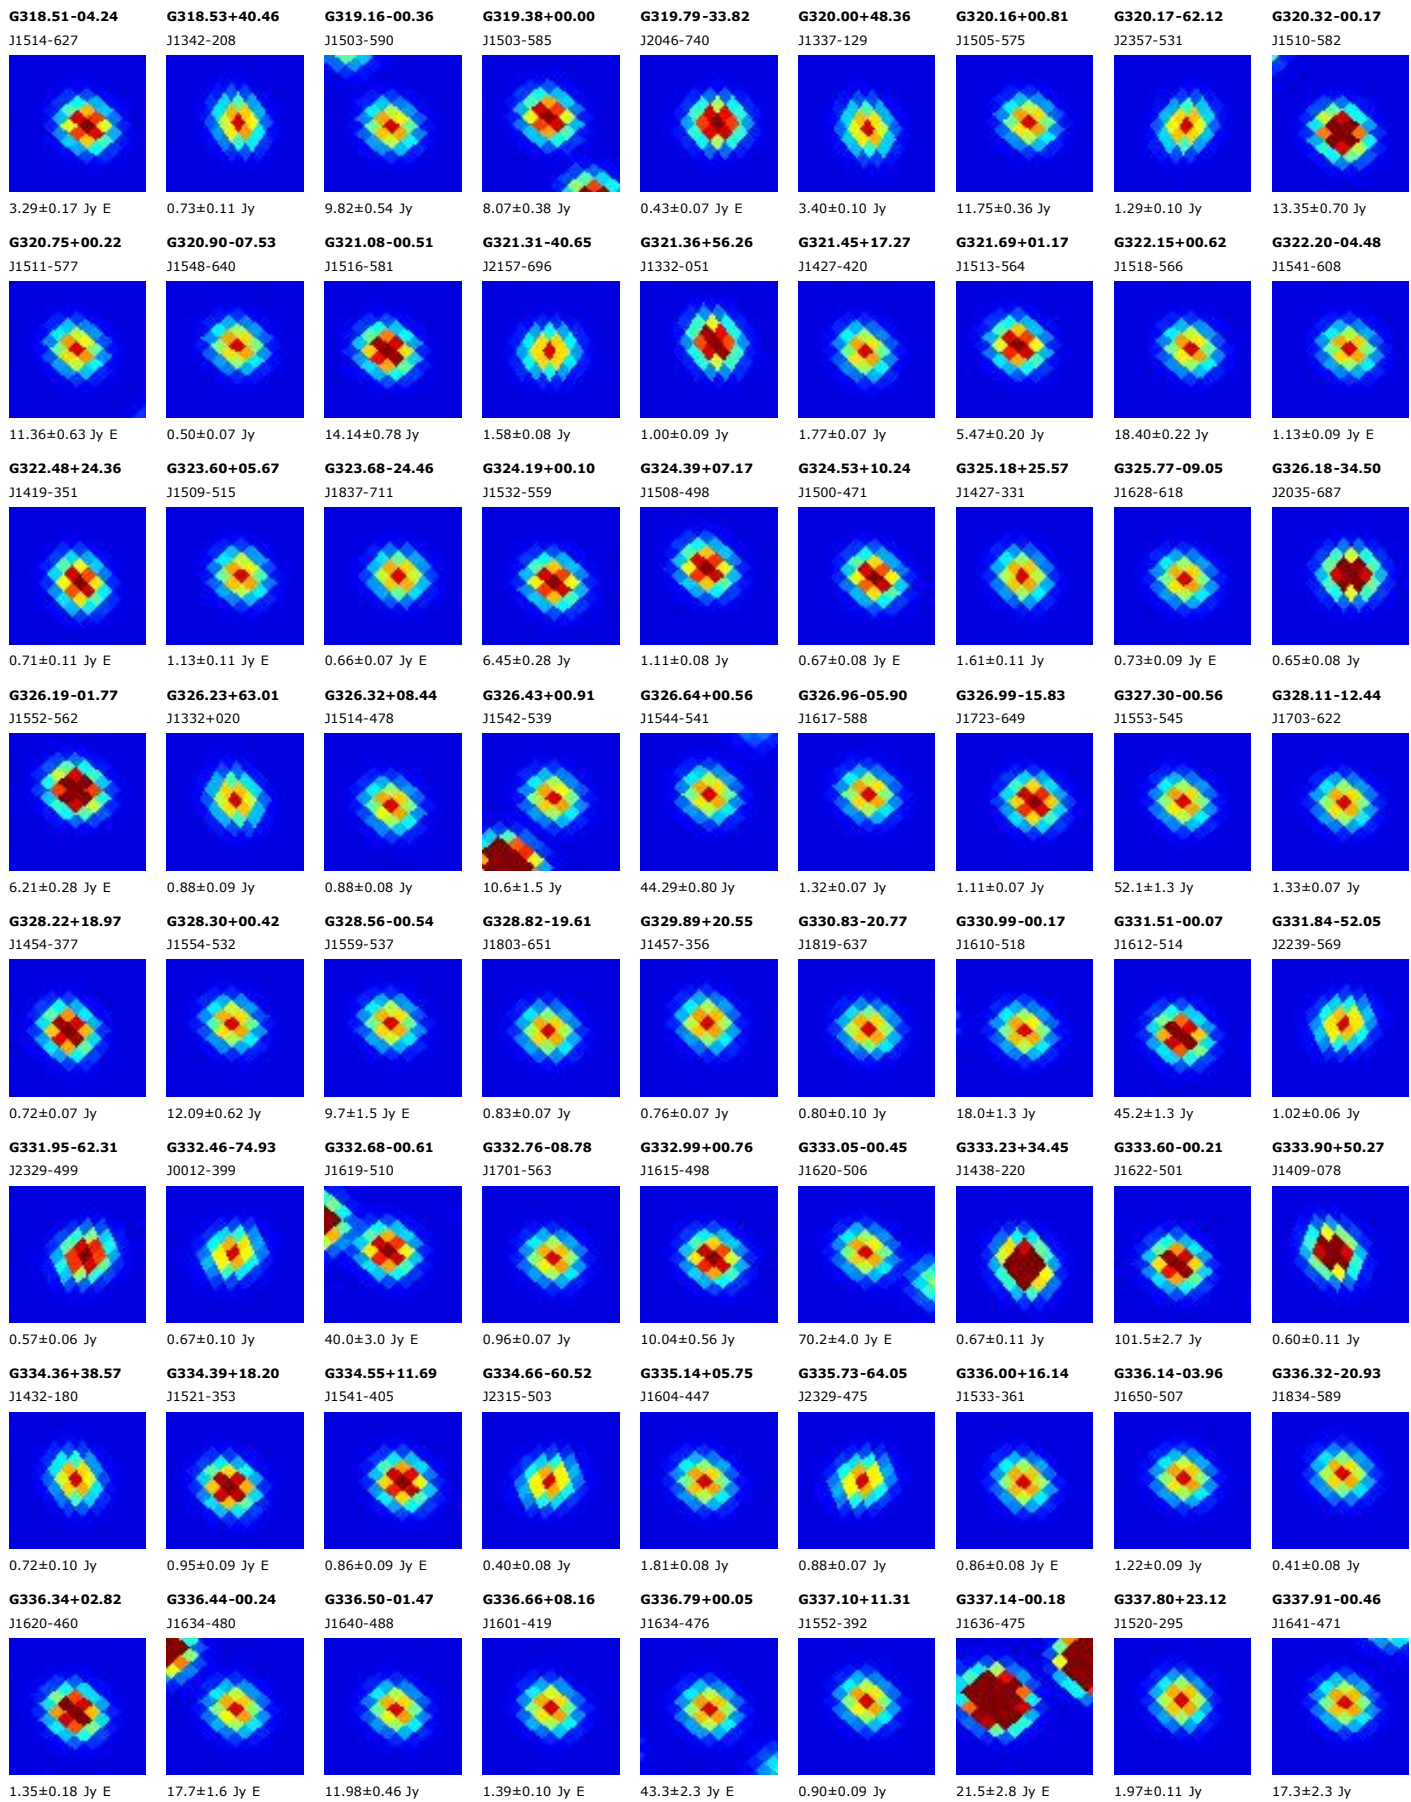 G318.51-04.24 G318.53+40.46 G319.16-00.36 G319.38+00.00 G319.79-33.82 G320.00+48.36 G320.16+00.81 G320.17-62.12 G320.32-00.17
J1514-627 J1342-208 J1503-590 J1503-585 J2046-740 J1337-129 J1505-575 J2357-531 J1510-582
3.29±0.17 Jy E 0.73±0.11 Jy 9.82±0.54 Jy 8.07±0.38 Jy 0.43±0.07 Jy E 3.40±0.10 Jy 11.75±0.36 Jy 1.29±0.10 Jy 13.35±0.70 Jy
G320.75+00.22 G320.90-07.53 G321.08-00.51 G321.31-40.65 G321.36+56.26 G321.45+17.27 G321.69+01.17 G322.15+00.62 G322.20-04.48
J1511-577 J1548-640 J1516-581 J2157-696 J1332-051 J1427-420 J1513-564 J1518-566 J1541-608
11.36±0.63 Jy E 0.50±0.07 Jy 14.14±0.78 Jy 1.58±0.08 Jy 1.00±0.09 Jy 1.77±0.07 Jy 5.47±0.20 Jy 18.40±0.22 Jy 1.13±0.09 Jy E
G322.48+24.36 G323.60+05.67 G323.68-24.46 G324.19+00.10 G324.39+07.17 G324.53+10.24 G325.18+25.57 G325.77-09.05 G326.18-34.50
J1419-351 J1509-515 J1837-711 J1532-559 J1508-498 J1500-471 J1427-331 J1628-618 J2035-687
0.71±0.11 Jy E 1.13±0.11 Jy E 0.66±0.07 Jy E 6.45±0.28 Jy 1.11±0.08 Jy 0.67±0.08 Jy E 1.61±0.11 Jy 0.73±0.09 Jy E 0.65±0.08 Jy
G326.19-01.77 G326.23+63.01 G326.32+08.44 G326.43+00.91 G326.64+00.56 G326.96-05.90 G326.99-15.83 G327.30-00.56 G328.11-12.44
J1552-562 J1332+020 J1514-478 J1542-539 J1544-541 J1617-588 J1723-649 J1553-545 J1703-622
6.21±0.28 Jy E 0.88±0.09 Jy 0.88±0.08 Jy 10.6±1.5 Jy 44.29±0.80 Jy 1.32±0.07 Jy 1.11±0.07 Jy 52.1±1.3 Jy 1.33±0.07 Jy
G328.22+18.97 G328.30+00.42 G328.56-00.54 G328.82-19.61 G329.89+20.55 G330.83-20.77 G330.99-00.17 G331.51-00.07 G331.84-52.05
J1454-377 J1554-532 J1559-537 J1803-651 J1457-356 J1819-637 J1610-518 J1612-514 J2239-569
0.72±0.07 Jy 12.09±0.62 Jy 9.7±1.5 Jy E 0.83±0.07 Jy 0.76±0.07 Jy 0.80±0.10 Jy 18.0±1.3 Jy 45.2±1.3 Jy 1.02±0.06 Jy
G331.95-62.31 G332.46-74.93 G332.68-00.61 G332.76-08.78 G332.99+00.76 G333.05-00.45 G333.23+34.45 G333.60-00.21 G333.90+50.27
J2329-499 J0012-399 J1619-510 J1701-563 J1615-498 J1620-506 J1438-220 J1622-501 J1409-078
0.57±0.06 Jy 0.67±0.10 Jy 40.0±3.0 Jy E 0.96±0.07 Jy 10.04±0.56 Jy 70.2±4.0 Jy E 0.67±0.11 Jy 101.5±2.7 Jy 0.60±0.11 Jy
G334.36+38.57 G334.39+18.20 G334.55+11.69 G334.66-60.52 G335.14+05.75 G335.73-64.05 G336.00+16.14 G336.14-03.96 G336.32-20.93
J1432-180 J1521-353 J1541-405 J2315-503 J1604-447 J2329-475 J1533-361 J1650-507 J1834-589
0.72±0.10 Jy 0.95±0.09 Jy E 0.86±0.09 Jy E 0.40±0.08 Jy 1.81±0.08 Jy 0.88±0.07 Jy 0.86±0.08 Jy E 1.22±0.09 Jy 0.41±0.08 Jy
G336.34+02.82 G336.44-00.24 G336.50-01.47 G336.66+08.16 G336.79+00.05 G337.10+11.31 G337.14-00.18 G337.80+23.12 G337.91-00.46
J1620-460 J1634-480 J1640-488 J1601-419 J1634-476 J1552-392 J1636-475 J1520-295 J1641-471
1.35±0.18 Jy E 17.7±1.6 Jy E 11.98±0.46 Jy 1.39±0.10 Jy E 43.3±2.3 Jy E 0.90±0.09 Jy 21.5±2.8 Jy E 1.97±0.11 Jy 17.3±2.3 Jy